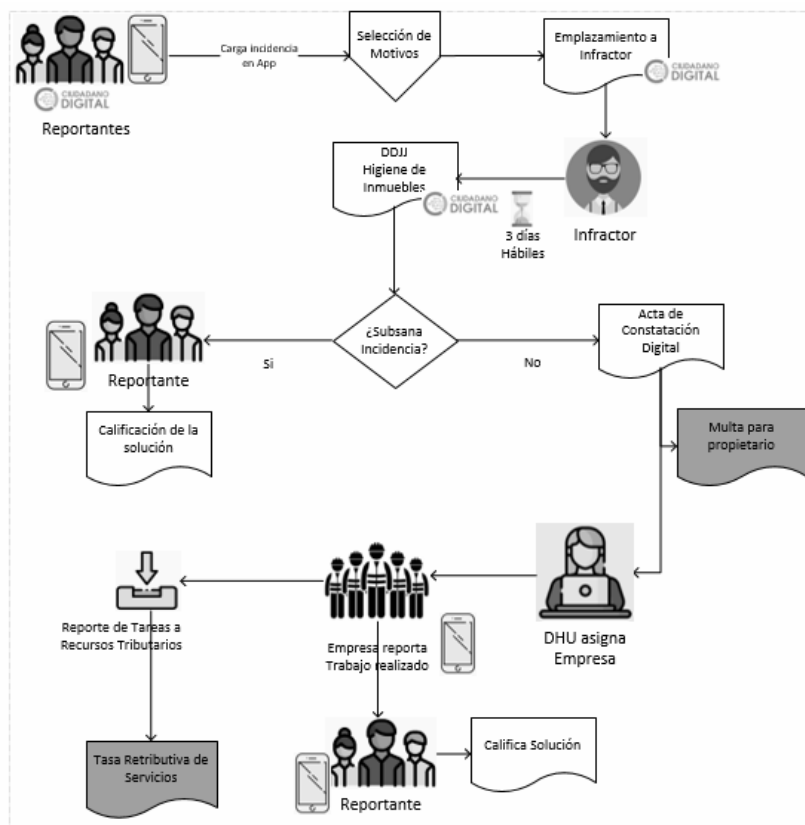 Carga incidencia
en App
Selección de
Motivos
Emplazamiento a
Infractor
CIUDADANO
DIGITAL
CIUDADANO
DIGITAL
Reportantes
DDJJ
Higiene de
Inmuebles
CIUDADANO
DIGITAL
3 días
Hábiles
Infractor
¿Subsana
Incidencia?
Si
No
Acta de
Constatación
Digital
Reportante
Calificación de la
solución
Multa para
propietario
DHU asigna
Empresa
Empresa reporta
Trabajo realizado
Reporte de Tareas a
Recursos Tributarios
Tasa Retributiva de
Servicios
Reportante
Califica Solución